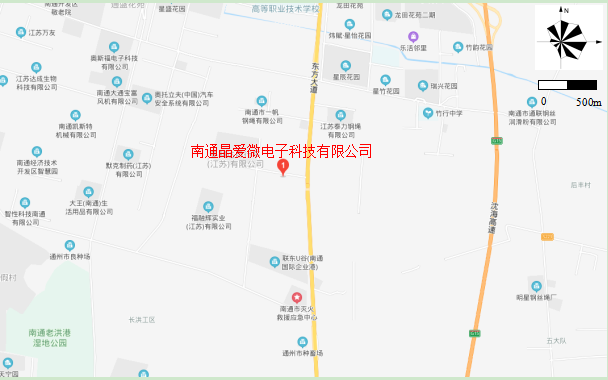 南通开发区
敬老院
星盛花苑
通盛花苑
高等职业技术学校
龙田花苑
龙田花苑二期
N
江苏万友
炜赋·星怡花园
乐活邻里
竹韵花园
奥斯福电子科技
有限公司
东方大道
星辰花苑
江苏达成生物
科技有限公司
南通大通宝富
风机有限公司
奥托立夫(中国)汽车
安全系统有限公司
星竹花园
瑞兴花园
0
500m
南通市一帆
钢绳有限公司
江苏泰力钢绳
有限公司
竹行中学
南通市通联钢丝
润滑粉有限公司
南通凯斯特
机械有限公司
南通晶爱微电子科技有限公司
(江苏)有限公司
1
南通经济技术
开发区智慧园
默克制药(江苏)
有限公司
大王(南通)生
活用品有限公司
智性科技南通
有限公司
福融辉实业
(江苏)有限公司
沈海高速
通州市良种场
联东U谷(南通
国际企业港)
南通市灭火
救援应急中心
明星钢丝绳厂
长洪工区
南通老洪港
湿地公园
通州市种畜场
五大队
天宁园